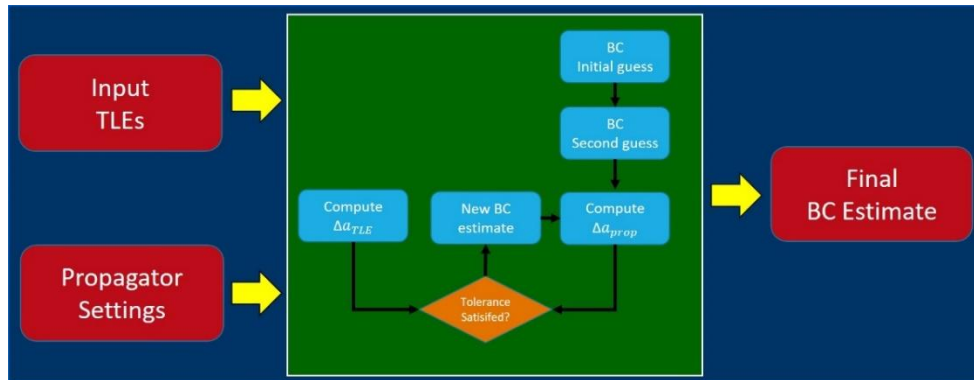 Input
TLEs
Propagator
Settings
BC
Initial guess
BC
Second guess
Compute
Δa_TLE
New BC
estimate
Compute
Δa_prop
Tolerance
Satisifed?
Final
BC Estimate